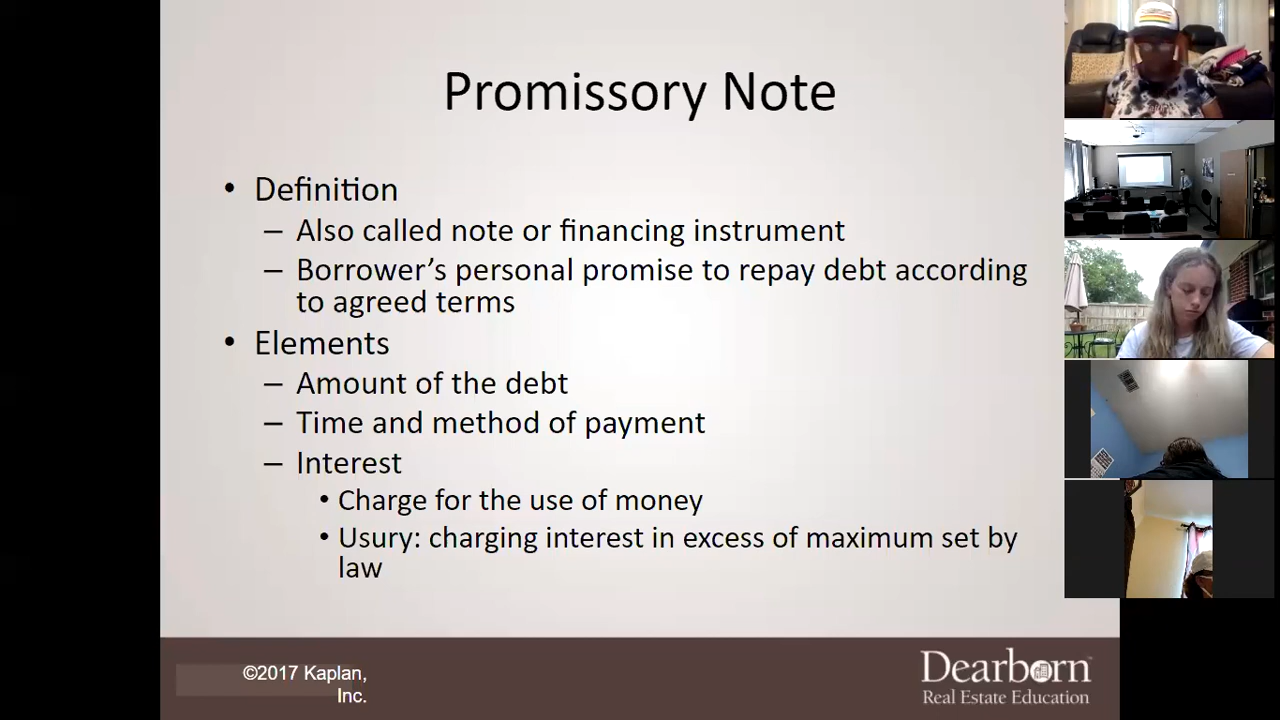 Promissory Note
• Definition
– Also called note or financing instrument
– Borrower’s personal promise to repay debt according
to agreed terms
• Elements
– Amount of the debt
– Time and method of payment
– Interest
• Charge for the use of money
• Usury: charging interest in excess of maximum set by
law
©2017 Kaplan,
Inc.
Dearborn™
Real Estate Education